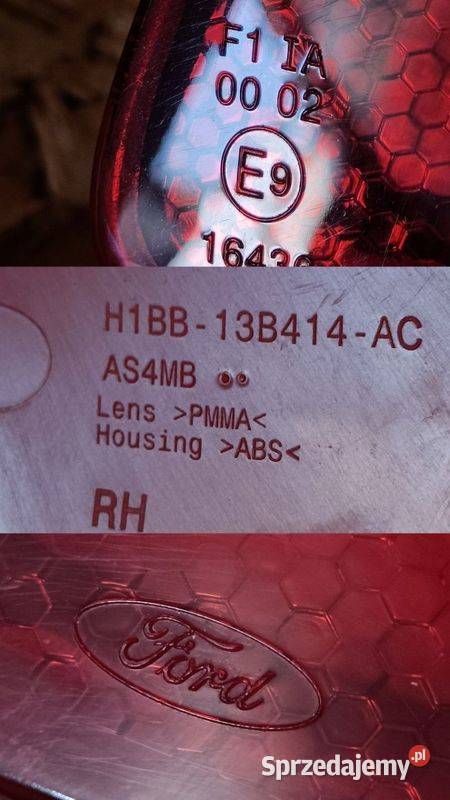 F1 IA
00 02
E9
H1BB-13B414-AC
AS4MB
Lens >PMMA<
Housing >ABS<
RH
Ford
Sprzedajemy.pl